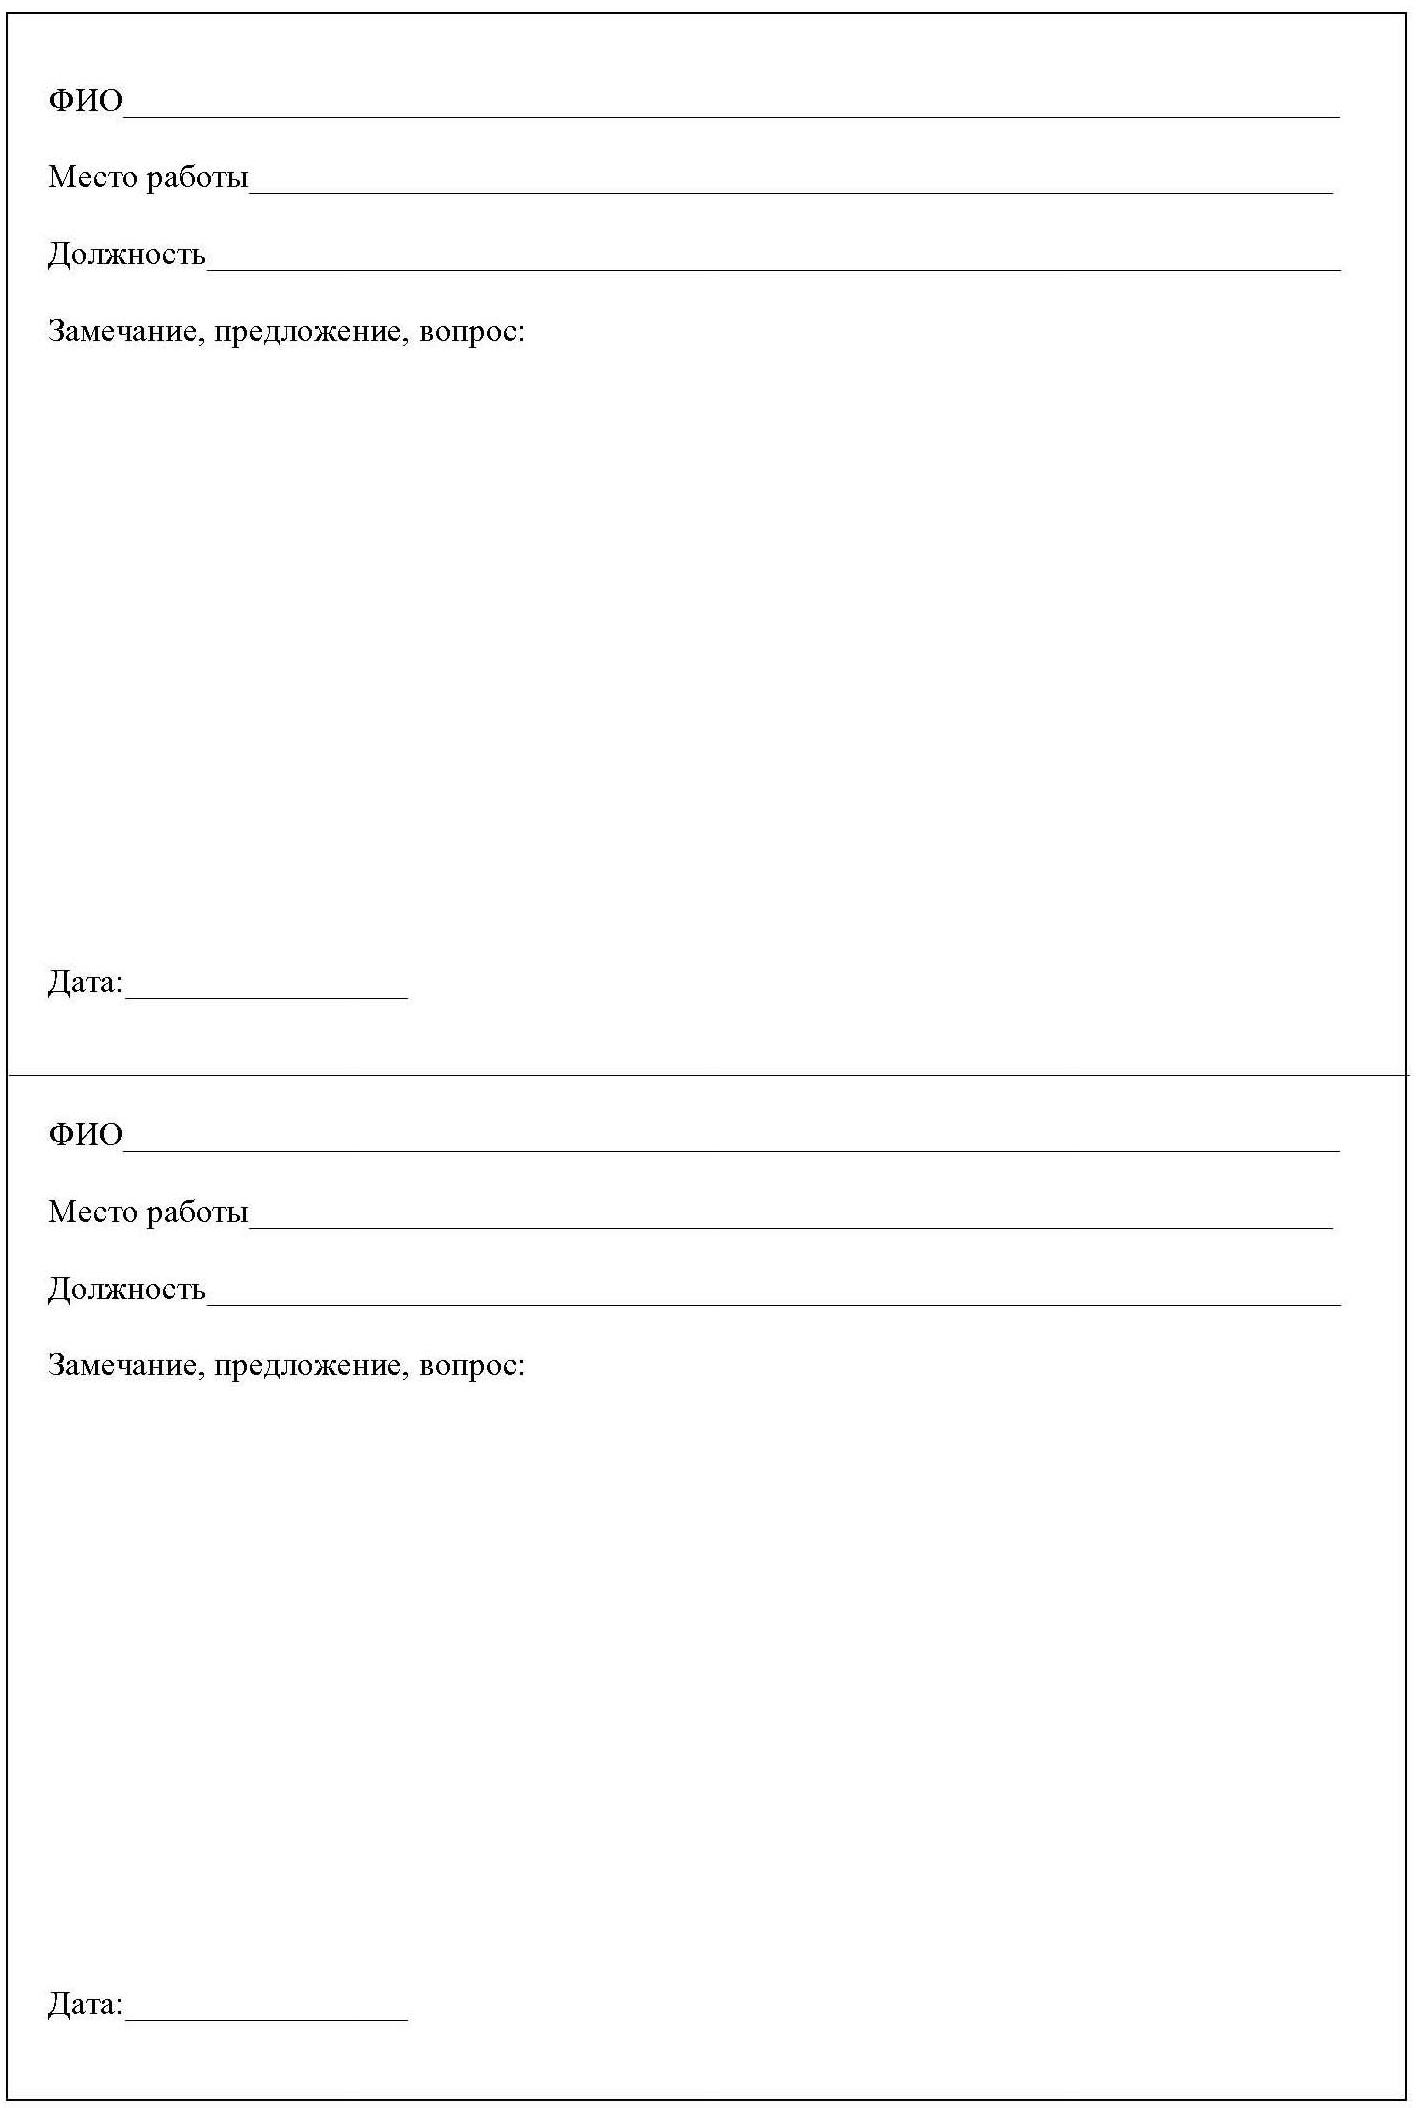 ФИО
Место работы
Должность
Замечание, предложение, вопрос:
Дата:
ФИО
Место работы
Должность
Замечание, предложение, вопрос:
Дата: